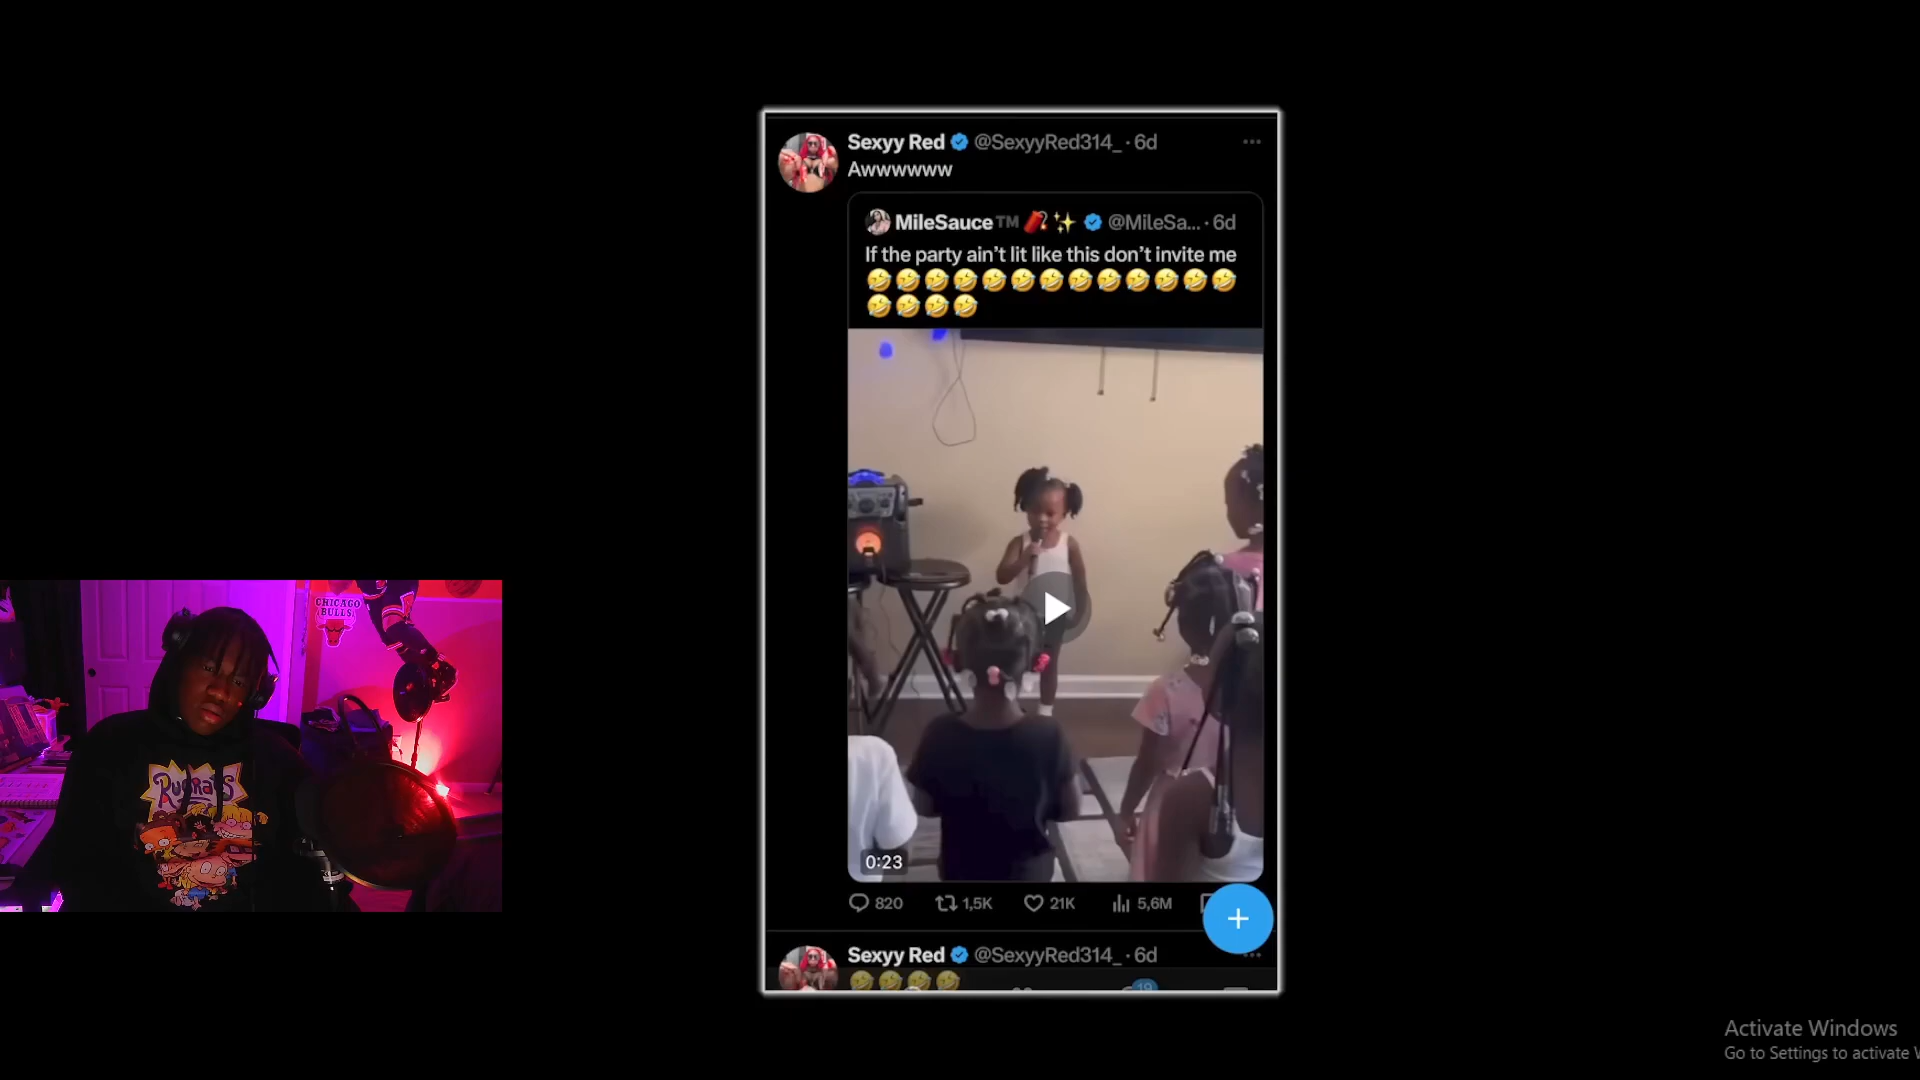 Sexyy Red @SexyyRed314_ · 6d
Awwwwww
MileSauce™ @MileSa... · 6d
If the party ain't lit like this don't invite me
0:23
820 1,5K 21K 5,6M
Sexyy Red @SexyyRed314_ · 6d
19
CHICAGO
BULLS
RUGRATS
Activate Windows
Go to Settings to activate W